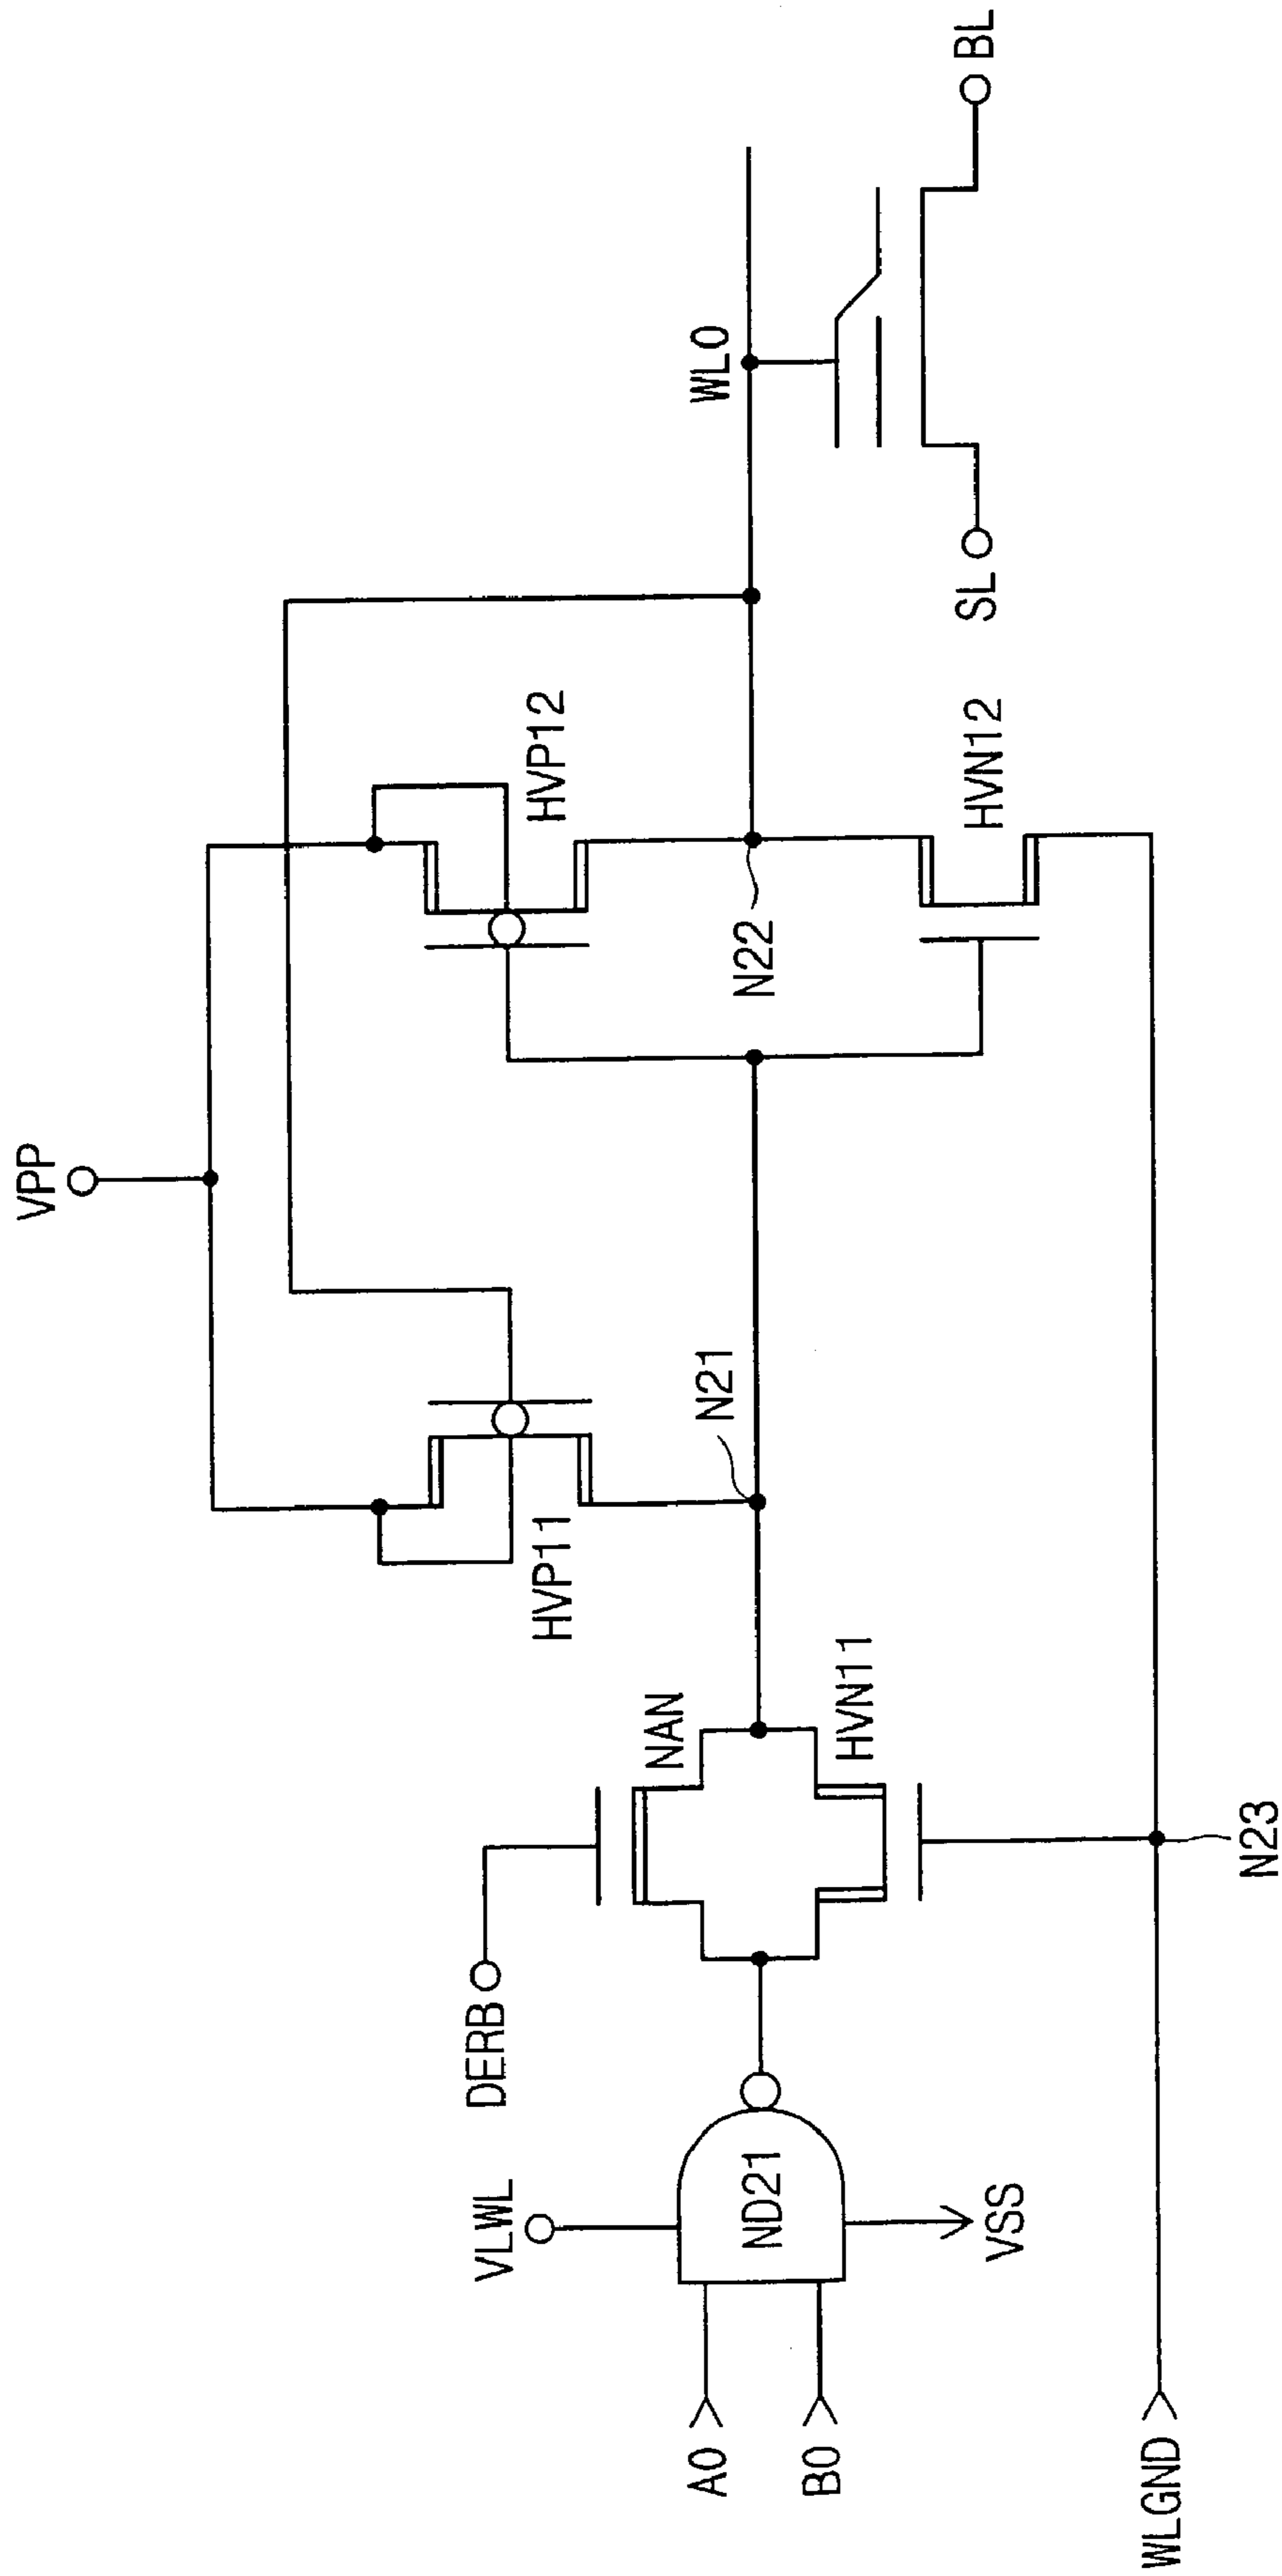 VPP
HVP11
HVP12
DERB
NAN
N21
WL0
VLWL
ND21
A0
B0
VSS
HVN11
N22
HVN12
SL
BL
WLGND
N23